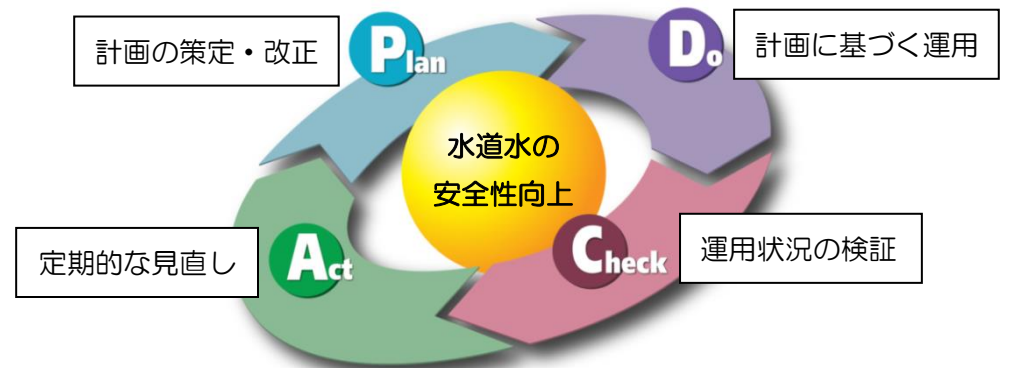 計画の策定・改正
Plan
Do
計画に基づく運用
水道水の
安全性向上
定期的な見直し
Act
Check
運用状況の検証